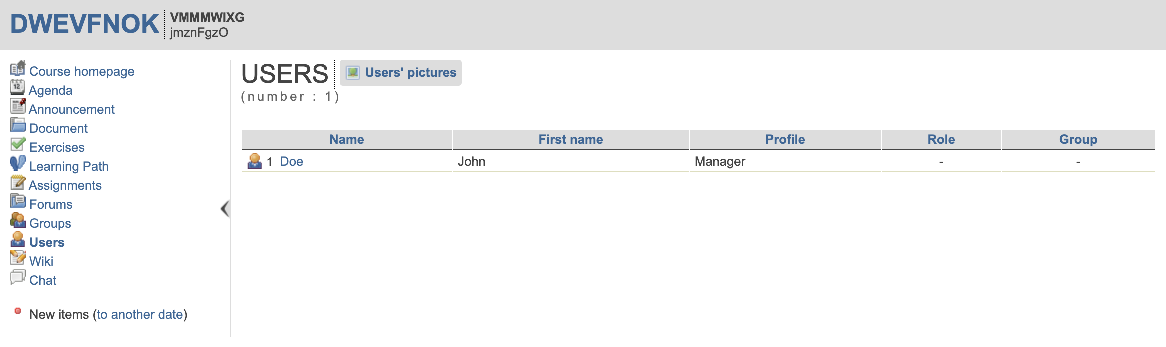 DWEVFNOK
VMMMWIXG
jmznFgzO
Course homepage
Agenda
Announcement
Document
Exercises
Learning Path
Assignments
Forums
Groups
Users
Wiki
Chat
New items (to another date)
USERS
Users' pictures
(number : 1)
Name First name Profile Role Group
1 Doe John Manager - -